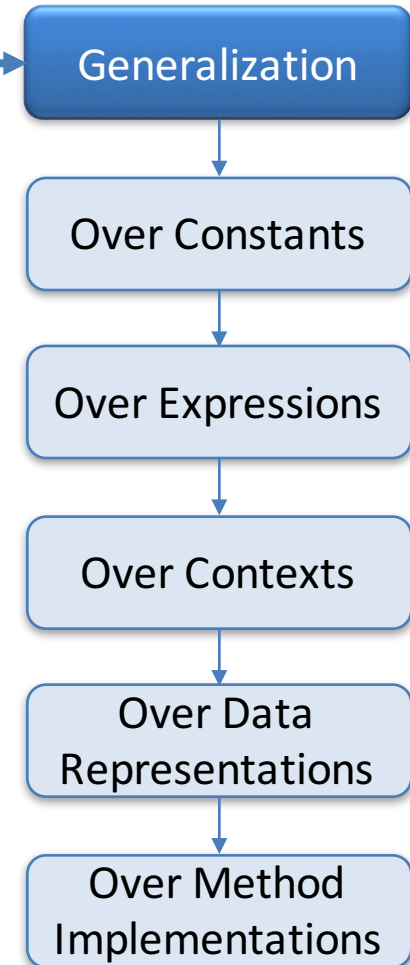 Generalization
Over Constants
Over Expressions
Over Contexts
Over Data
Representations
Over Method
Implementations